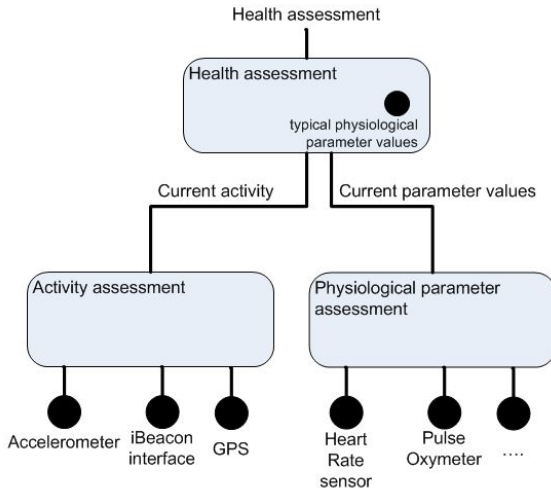 Health assessment
Health assessment
typical physiological
parameter values
Current activity
Current parameter values
Activity assessment
Physiological parameter
assessment
Accelerometer
iBeacon
interface
GPS
Heart
Rate
sensor
Pulse
Oxymeter
....